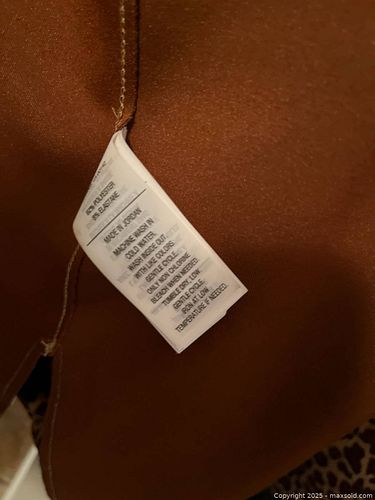 POLYESTER
ELASTANE
MADE IN JORDAN
MACHINE WASH IN
COLD WATER.
WASH INSIDE OUT.
WITH LIKE COLORS
GENTLE CYCLE.
ONLY NON CHLORINE
BLEACH WHEN NEEDED.
TUMBLE DRY, LOW
GENTLE CYCLE.
IRON AT LOW
TEMPERATURE IF NEEDED.
Copyright 2025 - maxsold.com